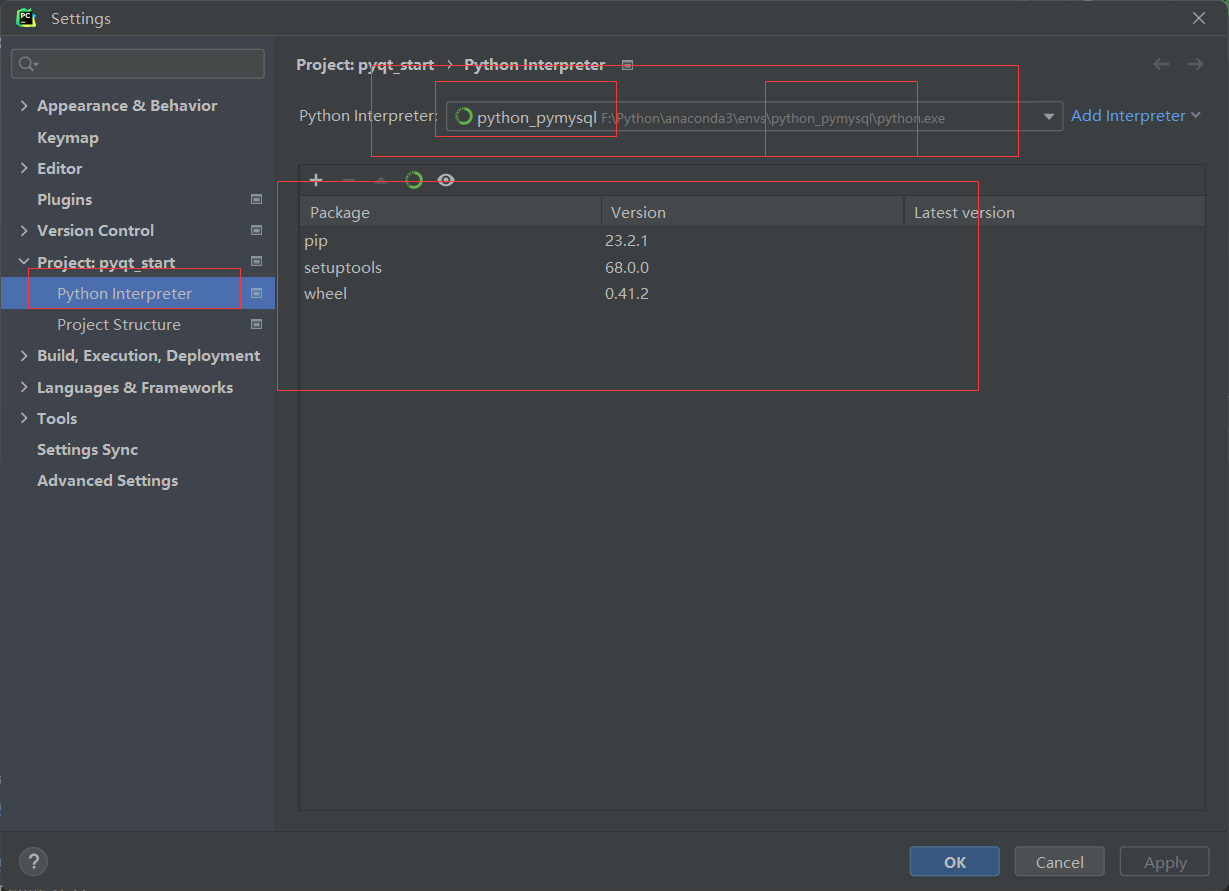 Settings
Appearance & Behavior
Keymap
Editor
Plugins
Version Control
Project: pyqt_start
Python Interpreter
Project Structure
Build, Execution, Deployment
Languages & Frameworks
Tools
Settings Sync
Advanced Settings
Project: pyqt_start › Python Interpreter
Python Interpreter: python_pymysql F:\Python\anaconda3\envs\python_pymysql\python.exe Add Interpreter
Package Version Latest version
pip 23.2.1
setuptools 68.0.0
wheel 0.41.2
? OK Cancel Apply